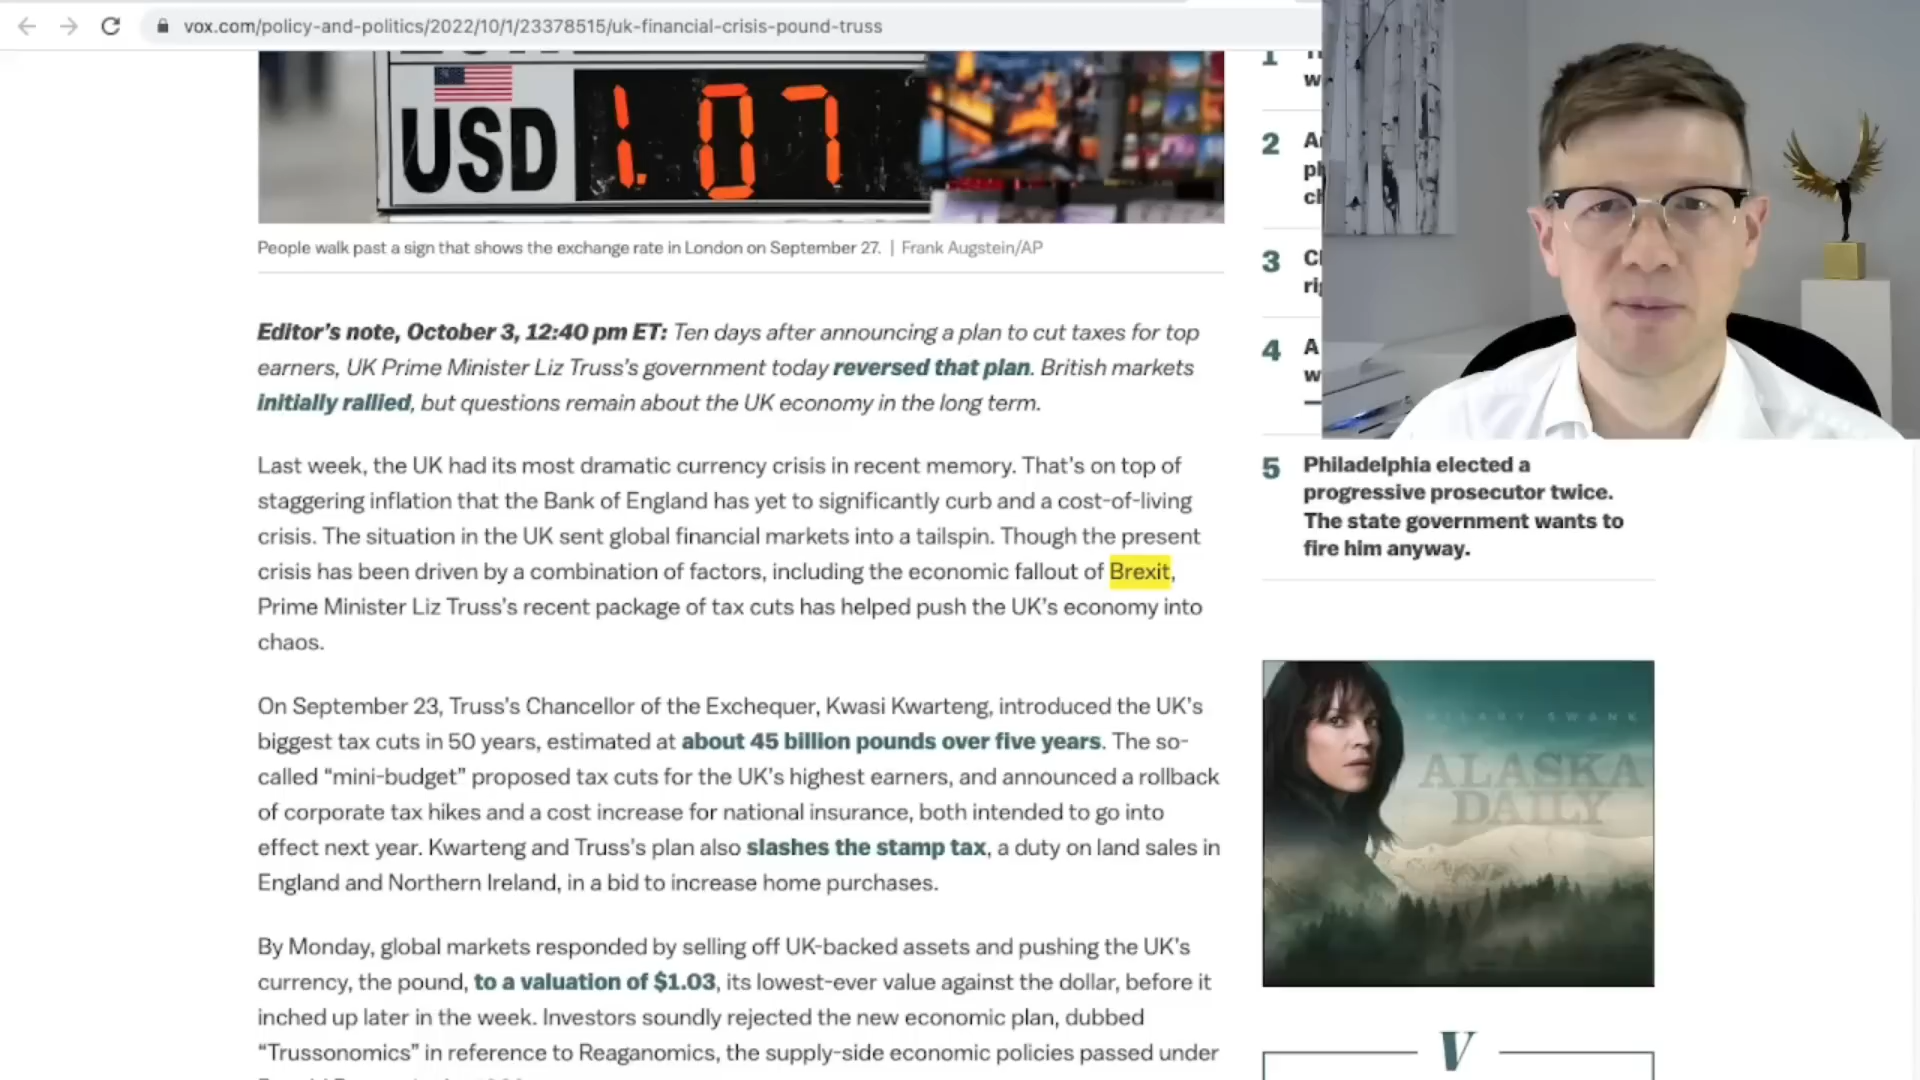 vox.com/policy-and-politics/2022/10/1/23378515/uk-financial-crisis-pound-truss
USD 1.07
People walk past a sign that shows the exchange rate in London on September 27. | Frank Augstein/AP
Editor's note, October 3, 12:40 pm ET: Ten days after announcing a plan to cut taxes for top
earners, UK Prime Minister Liz Truss's government today reversed that plan. British markets
initially rallied, but questions remain about the UK economy in the long term.
Last week, the UK had its most dramatic currency crisis in recent memory. That's on top of
staggering inflation that the Bank of England has yet to significantly curb and a cost-of-living
crisis. The situation in the UK sent global financial markets into a tailspin. Though the present
crisis has been driven by a combination of factors, including the economic fallout of Brexit,
Prime Minister Liz Truss's recent package of tax cuts has helped push the UK's economy into
chaos.
On September 23, Truss's Chancellor of the Exchequer, Kwasi Kwarteng, introduced the UK's
biggest tax cuts in 50 years, estimated at about 45 billion pounds over five years. The so-
called “mini-budget” proposed tax cuts for the UK's highest earners, and announced a rollback
of corporate tax hikes and a cost increase for national insurance, both intended to go into
effect next year. Kwarteng and Truss's plan also slashes the stamp tax, a duty on land sales in
England and Northern Ireland, in a bid to increase home purchases.
By Monday, global markets responded by selling off UK-backed assets and pushing the UK's
currency, the pound, to a valuation of $1.03, its lowest-ever value against the dollar, before it
inched up later in the week. Investors soundly rejected the new economic plan, dubbed
“Trussonomics” in reference to Reaganomics, the supply-side economic policies passed under
1
2
3
4
5 Philadelphia elected a
progressive prosecutor twice.
The state government wants to
fire him anyway.
HILARY SWANK
ALASKA
DAILY
V